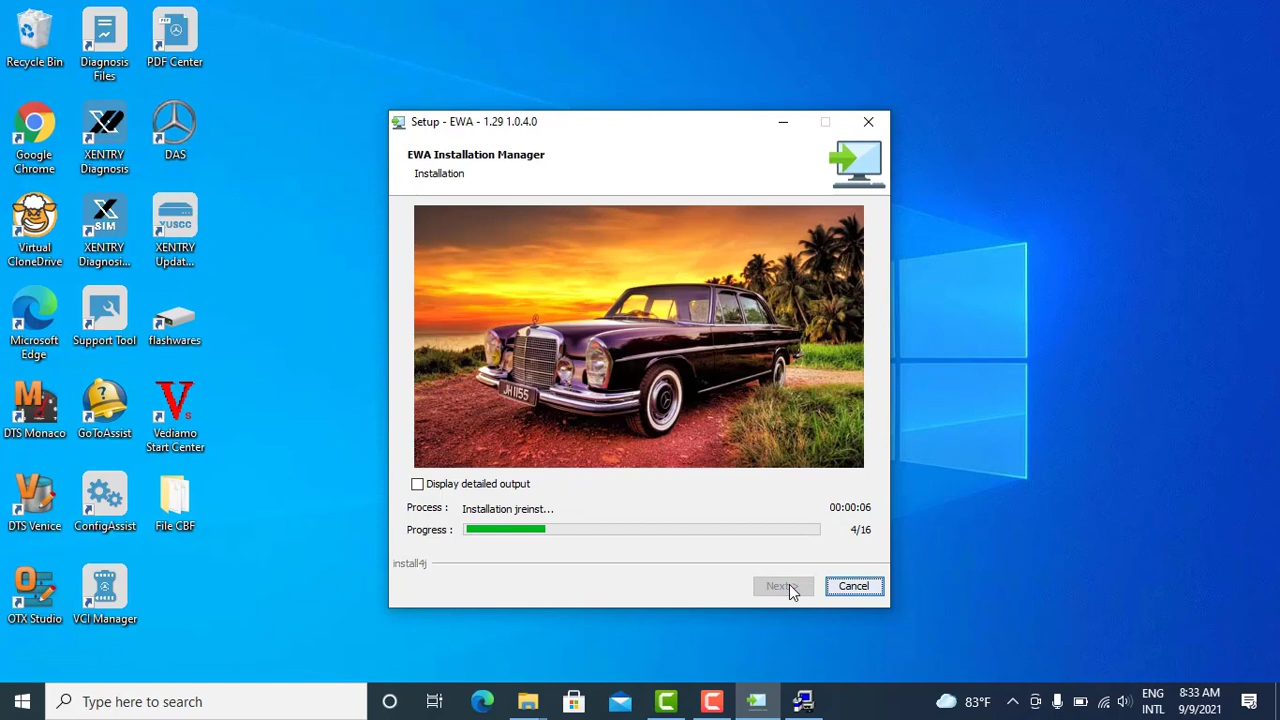 Recycle Bin
Diagnosis
Files
PDF Center
Google
Chrome
XENTRY
Diagnosis
DAS
Virtual
CloneDrive
SIM
XENTRY
Diagnosi...
XUSCC
XENTRY
Updat...
Microsoft
Edge
Support Tool
flashwares
DTS Monaco
GoToAssist
Vediamo
Start Center
DTS Venice
ConfigAssist
File CBF
OTX Studio
VCI Manager
Setup - EWA - 1.29 1.0.4.0
EWA Installation Manager
Installation
JH 1155
Display detailed output
Process : Installation jreinst... 00:00:06
Progress : 4/16
install4j
Next >
Cancel
Type here to search
83°F
ENG
INTL
8:33 AM
9/9/2021